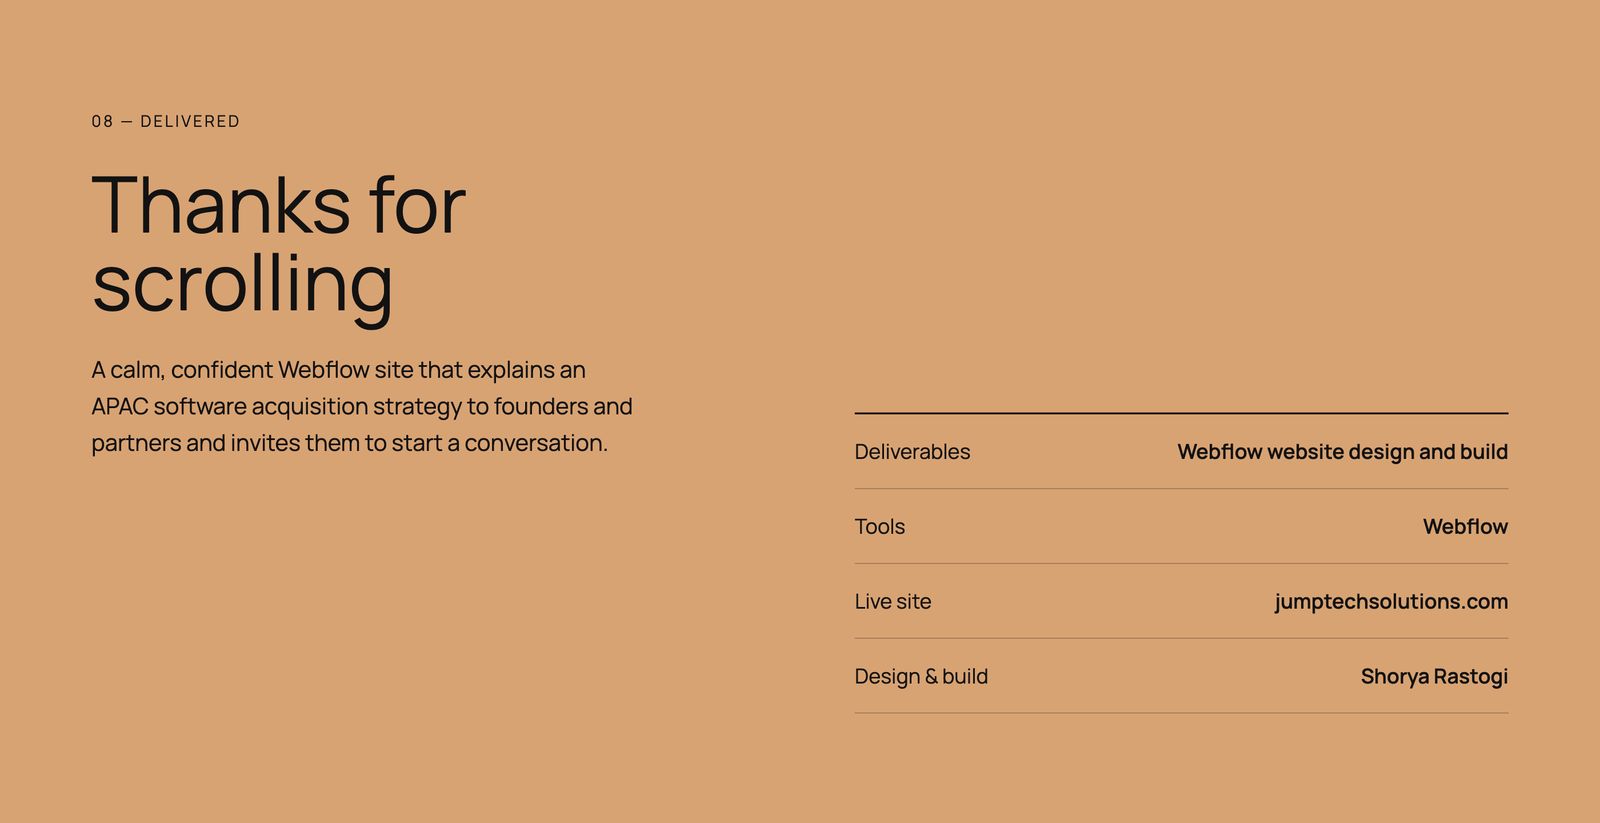 08 — DELIVERED
Thanks for
scrolling
A calm, confident Webflow site that explains an
APAC software acquisition strategy to founders and
partners and invites them to start a conversation.
Deliverables Webflow website design and build
Tools Webflow
Live site jumptechsolutions.com
Design & build Shorya Rastogi